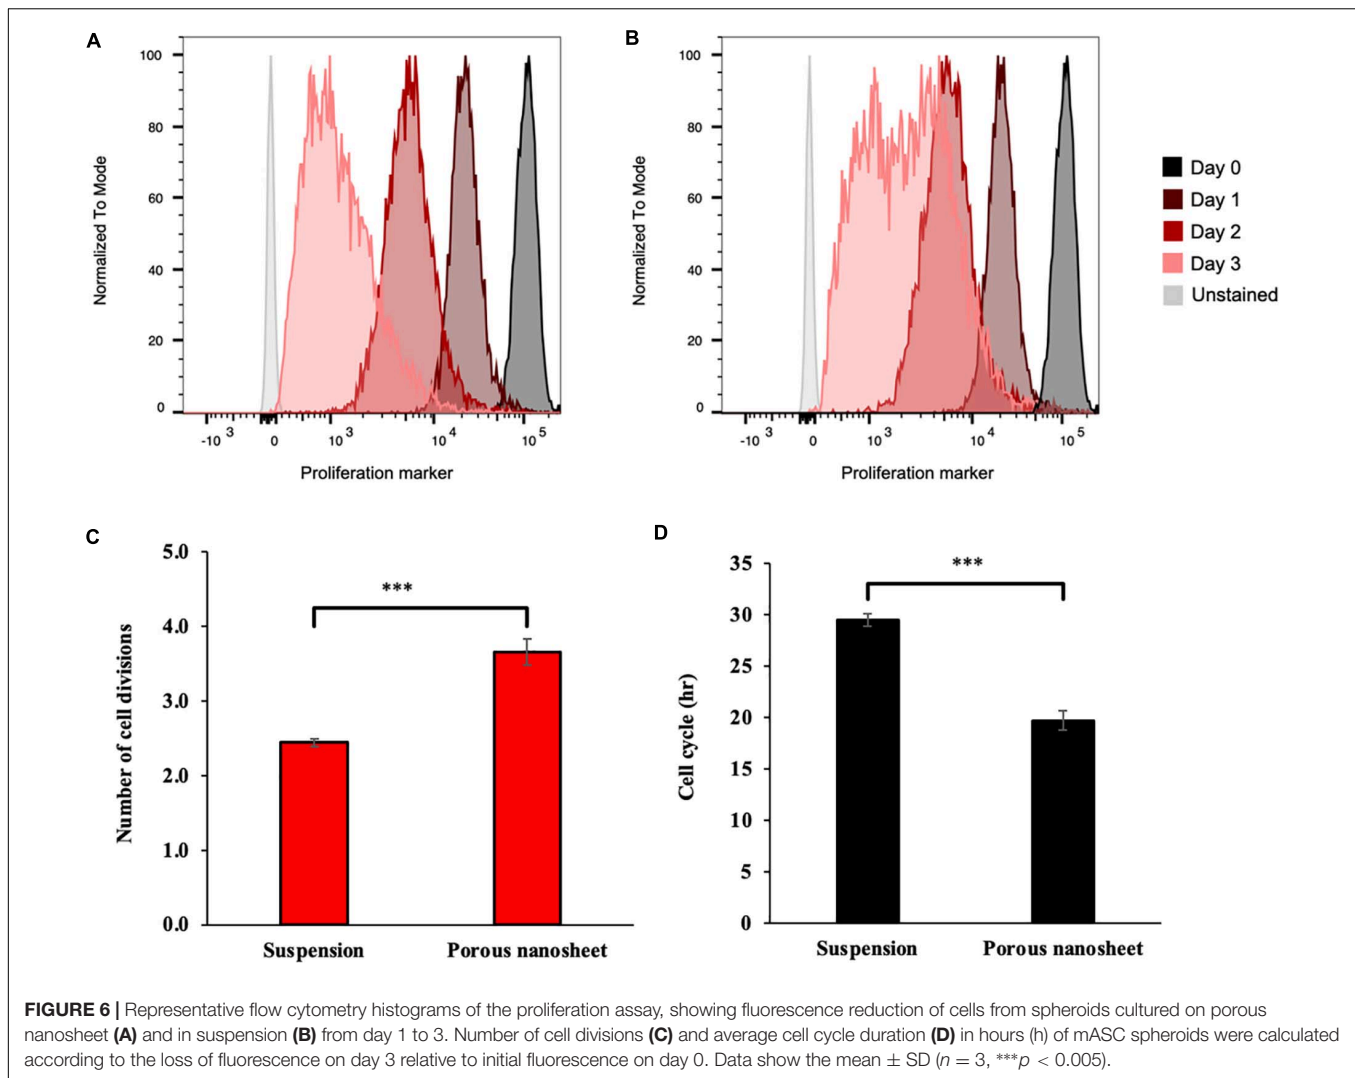 A
B
100
80
60
40
20
0
Normalized To Mode
-10 3
0
10 3
10 4
10 5
Proliferation marker
100
80
60
40
20
0
Normalized To Mode
-10 3
0
10 3
10 4
10 5
Proliferation marker
Day 0
Day 1
Day 2
Day 3
Unstained
C
5.0
4.0
3.0
2.0
1.0
0.0
Number of cell divisions
***
Suspension
Porous nanosheet
D
35
30
25
20
15
10
5
0
Cell cycle (hr)
***
Suspension
Porous nanosheet
FIGURE 6 | Representative flow cytometry histograms of the proliferation assay, showing fluorescence reduction of cells from spheroids cultured on porous
nanosheet (A) and in suspension (B) from day 1 to 3. Number of cell divisions (C) and average cell cycle duration (D) in hours (h) of mASC spheroids were calculated
according to the loss of fluorescence on day 3 relative to initial fluorescence on day 0. Data show the mean ± SD (n = 3, ***p < 0.005).